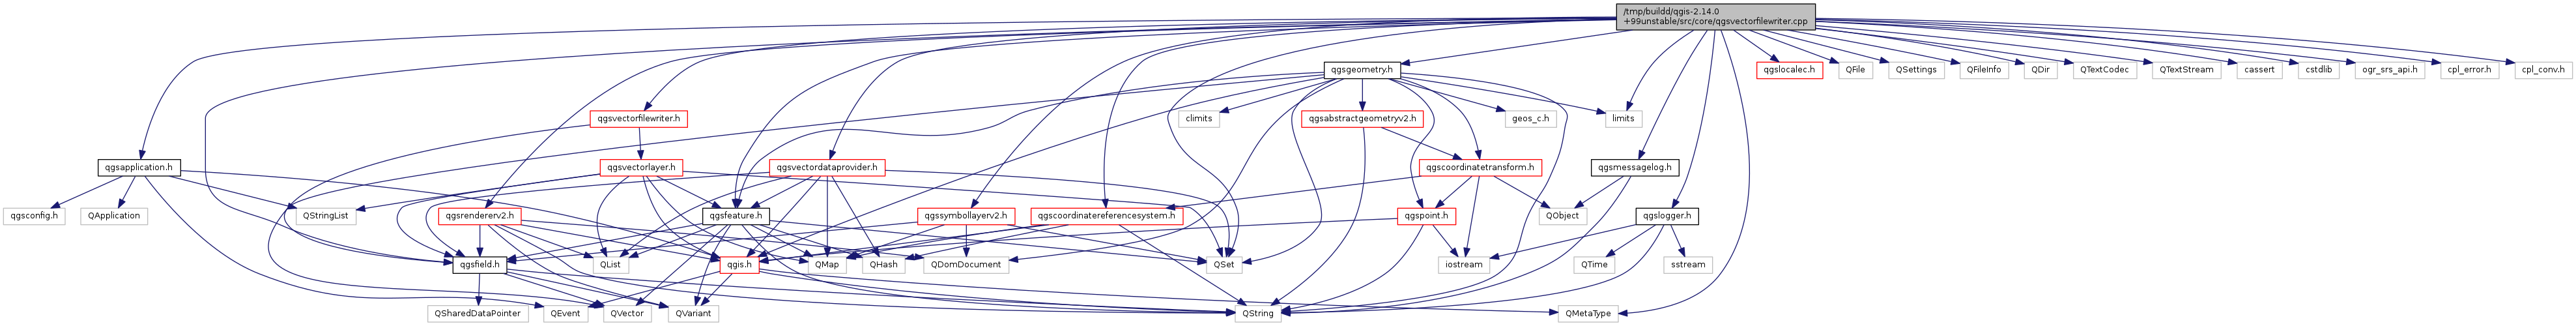 /tmp/buildd/qgis-2.14.0
+99unstable/src/core/qgsvectorfilewriter.cpp
qgsgeometry.h
qgslocalec.h
QFile
QSettings
QFileInfo
QDir
QTextCodec
QTextStream
cassert
cstdlib
ogr_srs_api.h
cpl_error.h
cpl_conv.h
qgsvectorfilewriter.h
climits
qgsabstractgeometryv2.h
geos_c.h
limits
qgsapplication.h
qgsvectorlayer.h
qgsvectordataprovider.h
qgscoordinatetransform.h
qgsmessagelog.h
qgsconfig.h
QApplication
QStringList
qgsrendererv2.h
qgsfeature.h
qgssymbollayerv2.h
qgscoordinatereferencesystem.h
qgspoint.h
QObject
qgslogger.h
qgsfield.h
QList
qgis.h
QMap
QHash
QDomDocument
QSet
iostream
QTime
sstream
QSharedDataPointer
QEvent
QVector
QVariant
QString
QMetaType